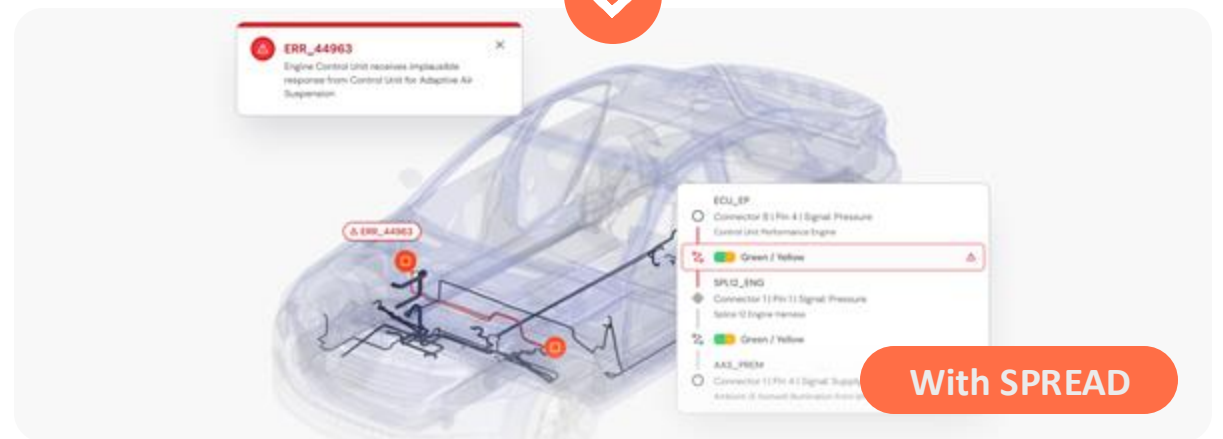 ERR_44963
Engine Control Unit receives implausible
response from Control Unit for Adaptive Air
Suspension
ERR_44963
ECU_EP
Connector B | Pin 4 | Signal: Pressure
Control Unit Performance Engine
Green / Yellow
SPL12_ENG
Connector 1 | Pin 1 | Signal: Pressure
Splice 12 Engine Harness
Green / Yellow
AAS_PREM
Connector 1 | Pin 4 | Signal: Supply
With SPREAD